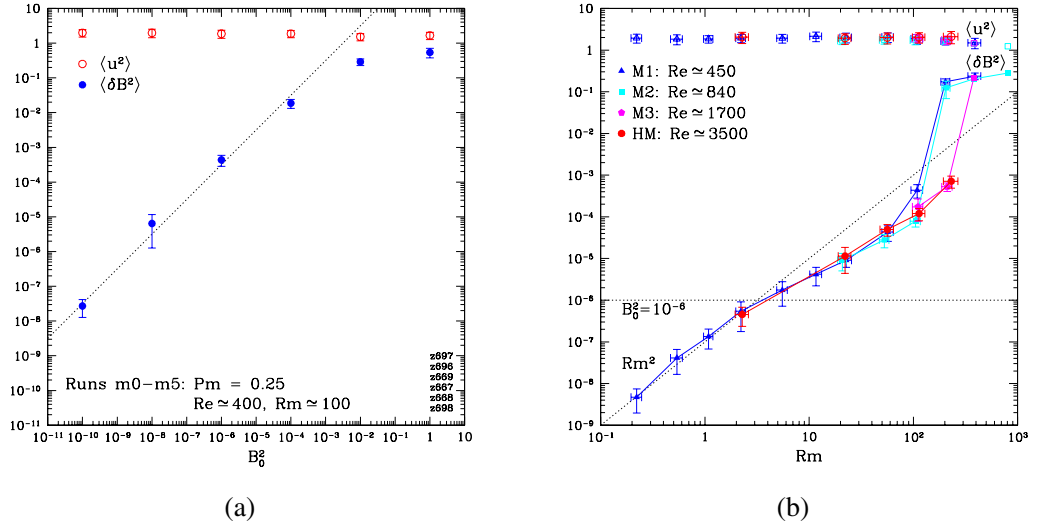 10
1
10⁻¹
10⁻²
10⁻³
10⁻⁴
10⁻⁵
10⁻⁶
10⁻⁷
10⁻⁸
10⁻⁹
10⁻¹⁰
10⁻¹¹
⟨u²⟩
⟨δB²⟩
z697
z696
z669
z667
z668
z698
Runs m0−m5: Pm = 0.25
Re≃400, Rm≃100
10⁻¹¹ 10⁻¹⁰ 10⁻⁹ 10⁻⁸ 10⁻⁷ 10⁻⁶ 10⁻⁵ 10⁻⁴ 10⁻³ 10⁻² 10⁻¹ 1 10
B₀²
(a)
10
1
10⁻¹
10⁻²
10⁻³
10⁻⁴
10⁻⁵
10⁻⁶
10⁻⁷
10⁻⁸
10⁻⁹
⟨u²⟩
⟨δB²⟩
M1: Re≃450
M2: Re≃840
M3: Re≃1700
HM: Re≃3500
B₀²=10⁻⁶
Rm²
10⁻¹ 1 10 10² 10³
Rm
(b)